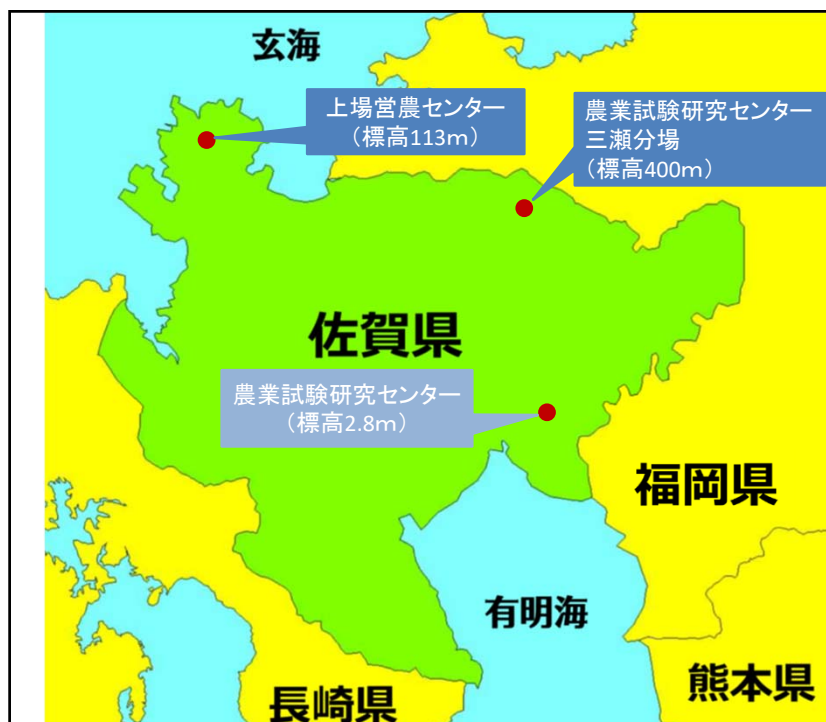 玄海
上場営農センター
（標高113m）
農業試験研究センター
三瀬分場
（標高400m）
佐賀県
農業試験研究センター
（標高2.8m）
福岡県
有明海
熊本県
長崎県